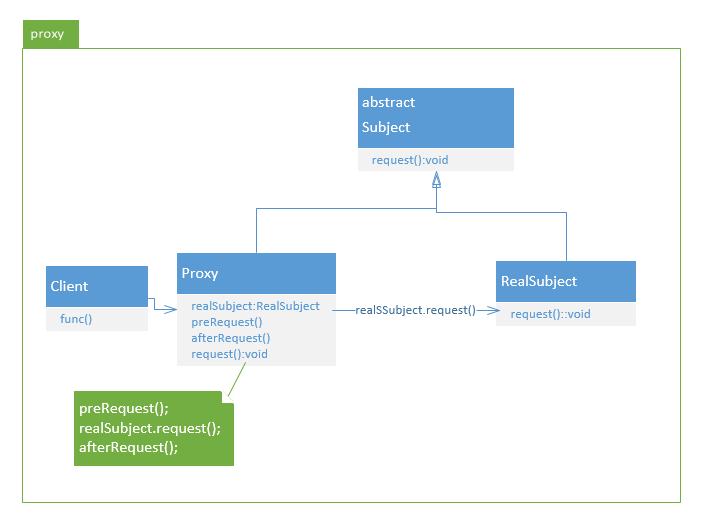 proxy
abstract
Subject
request():void
Client
func()
Proxy
realSubject:RealSubject
preRequest()
afterRequest()
request():void
realSSubject.request()
RealSubject
request()::void
preRequest();
realSubject.request();
afterRequest();